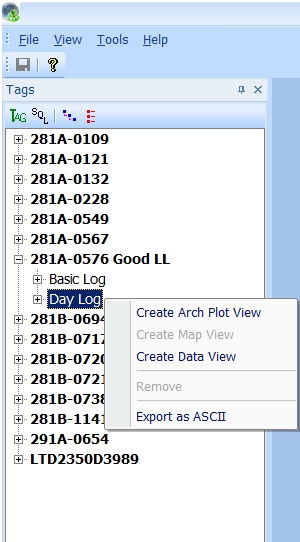 File View Tools Help
?
Tags
TAG SQL
281A-0109
281A-0121
281A-0132
281A-0228
281A-0549
281A-0567
281A-0576 Good LL
Basic Log
Day Log
Create Arch Plot View
281B-0694
Create Map View
281B-0717
Create Data View
281B-0720
281B-0721
Remove
281B-0738
281B-1141
Export as ASCII
291A-0654
LTD2350D3989